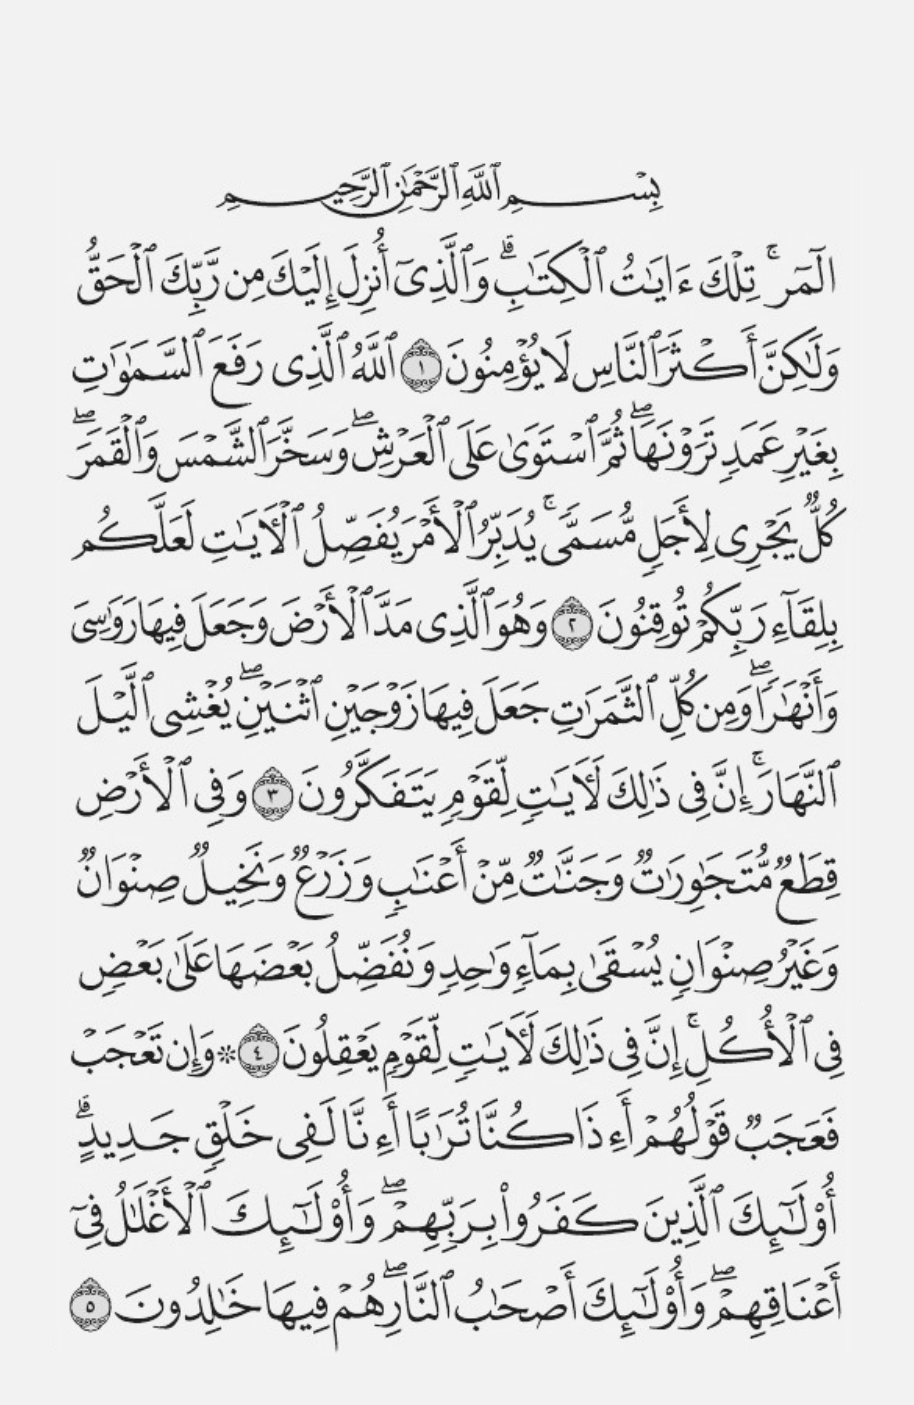 بِسْمِ ٱللَّهِ ٱلرَّحْمَٰنِ ٱلرَّحِيمِ
الٓمٓر ۚ تِلْكَ ءَايَٰتُ ٱلْكِتَٰبِ ۗ وَٱلَّذِىٓ أُنزِلَ إِلَيْكَ مِن رَّبِّكَ ٱلْحَقُّ
وَلَٰكِنَّ أَكْثَرَ ٱلنَّاسِ لَا يُؤْمِنُونَ ١ ٱللَّهُ ٱلَّذِى رَفَعَ ٱلسَّمَٰوَٰتِ
بِغَيْرِ عَمَدٍ تَرَوْنَهَا ۖ ثُمَّ ٱسْتَوَىٰ عَلَى ٱلْعَرْشِ ۖ وَسَخَّرَ ٱلشَّمْسَ وَٱلْقَمَرَ ۖ
كُلٌّ يَجْرِى لِأَجَلٍ مُّسَمًّى ۚ يُدَبِّرُ ٱلْأَمْرَ يُفَصِّلُ ٱلْءَايَٰتِ لَعَلَّكُم
بِلِقَآءِ رَبِّكُمْ تُوقِنُونَ ٢ وَهُوَ ٱلَّذِى مَدَّ ٱلْأَرْضَ وَجَعَلَ فِيهَا رَوَٰسِىَ
وَأَنْهَٰرًا ۖ وَمِن كُلِّ ٱلثَّمَرَٰتِ جَعَلَ فِيهَا زَوْجَيْنِ ٱثْنَيْنِ ۖ يُغْشِى ٱلَّيْلَ
ٱلنَّهَارَ ۚ إِنَّ فِى ذَٰلِكَ لَءَايَٰتٍ لِّقَوْمٍ يَتَفَكَّرُونَ ٣ وَفِى ٱلْأَرْضِ
قِطَعٌ مُّتَجَٰوِرَٰتٌ وَجَنَّٰتٌ مِّنْ أَعْنَٰبٍ وَزَرْعٌ وَنَخِيلٌ صِنْوَانٌ
وَغَيْرُ صِنْوَانٍ يُسْقَىٰ بِمَآءٍ وَٰحِدٍ وَنُفَضِّلُ بَعْضَهَا عَلَىٰ بَعْضٍ
فِى ٱلْأُكُلِ ۚ إِنَّ فِى ذَٰلِكَ لَءَايَٰتٍ لِّقَوْمٍ يَعْقِلُونَ ٤ ۞ وَإِن تَعْجَبْ
فَعَجَبٌ قَوْلُهُمْ أَءِذَا كُنَّا تُرَٰبًا أَءِنَّا لَفِى خَلْقٍ جَدِيدٍ ۗ
أُو۟لَٰٓئِكَ ٱلَّذِينَ كَفَرُوا۟ بِرَبِّهِمْ ۖ وَأُو۟لَٰٓئِكَ ٱلْأَغْلَٰلُ فِىٓ
أَعْنَاقِهِمْ ۖ وَأُو۟لَٰٓئِكَ أَصْحَٰبُ ٱلنَّارِ ۖ هُمْ فِيهَا خَٰلِدُونَ ٥